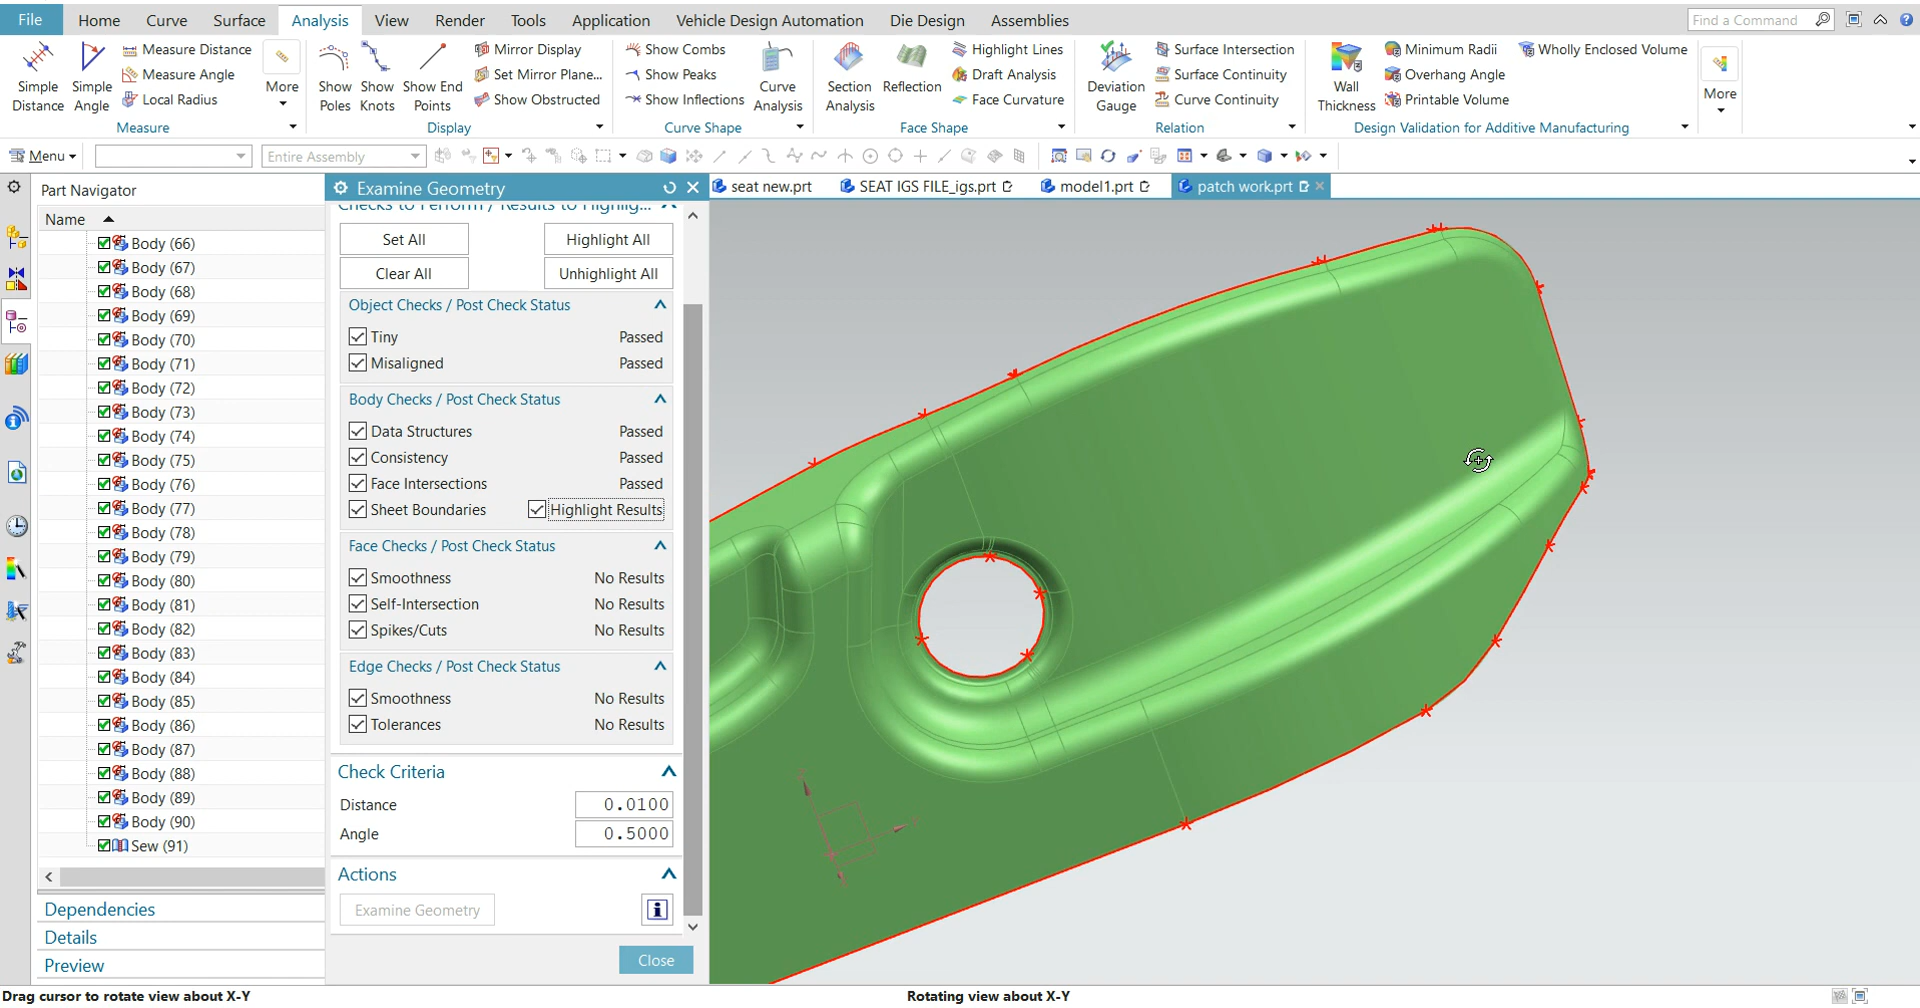 File Home Curve Surface Analysis View Render Tools Application Vehicle Design Automation Die Design Assemblies Find a Command
Simple Distance
Simple Angle
Measure Distance
Measure Angle
Local Radius
More
Measure
Show Poles
Show Knots
Show End Points
Mirror Display
Set Mirror Plane...
Show Obstructed
Display
Show Combs
Show Peaks
Show Inflections
Curve Analysis
Curve Shape
Section Analysis
Reflection
Highlight Lines
Draft Analysis
Face Curvature
Face Shape
Deviation Gauge
Surface Intersection
Surface Continuity
Curve Continuity
Relation
Wall Thickness
Minimum Radii
Overhang Angle
Printable Volume
Wholly Enclosed Volume
Design Validation for Additive Manufacturing
More
Menu Entire Assembly
Part Navigator
Name
Body (66)
Body (67)
Body (68)
Body (69)
Body (70)
Body (71)
Body (72)
Body (73)
Body (74)
Body (75)
Body (76)
Body (77)
Body (78)
Body (79)
Body (80)
Body (81)
Body (82)
Body (83)
Body (84)
Body (85)
Body (86)
Body (87)
Body (88)
Body (89)
Body (90)
Sew (91)
Dependencies
Details
Preview
Examine Geometry
Checks to Perform / Results to Highlig...
Set All Highlight All
Clear All Unhighlight All
Object Checks / Post Check Status
Tiny Passed
Misaligned Passed
Body Checks / Post Check Status
Data Structures Passed
Consistency Passed
Face Intersections Passed
Sheet Boundaries Highlight Results
Face Checks / Post Check Status
Smoothness No Results
Self-Intersection No Results
Spikes/Cuts No Results
Edge Checks / Post Check Status
Smoothness No Results
Tolerances No Results
Check Criteria
Distance 0.0100
Angle 0.5000
Actions
Examine Geometry
Close
seat new.prt SEAT IGS FILE_igs.prt model1.prt patch work.prt
Drag cursor to rotate view about X-Y Rotating view about X-Y